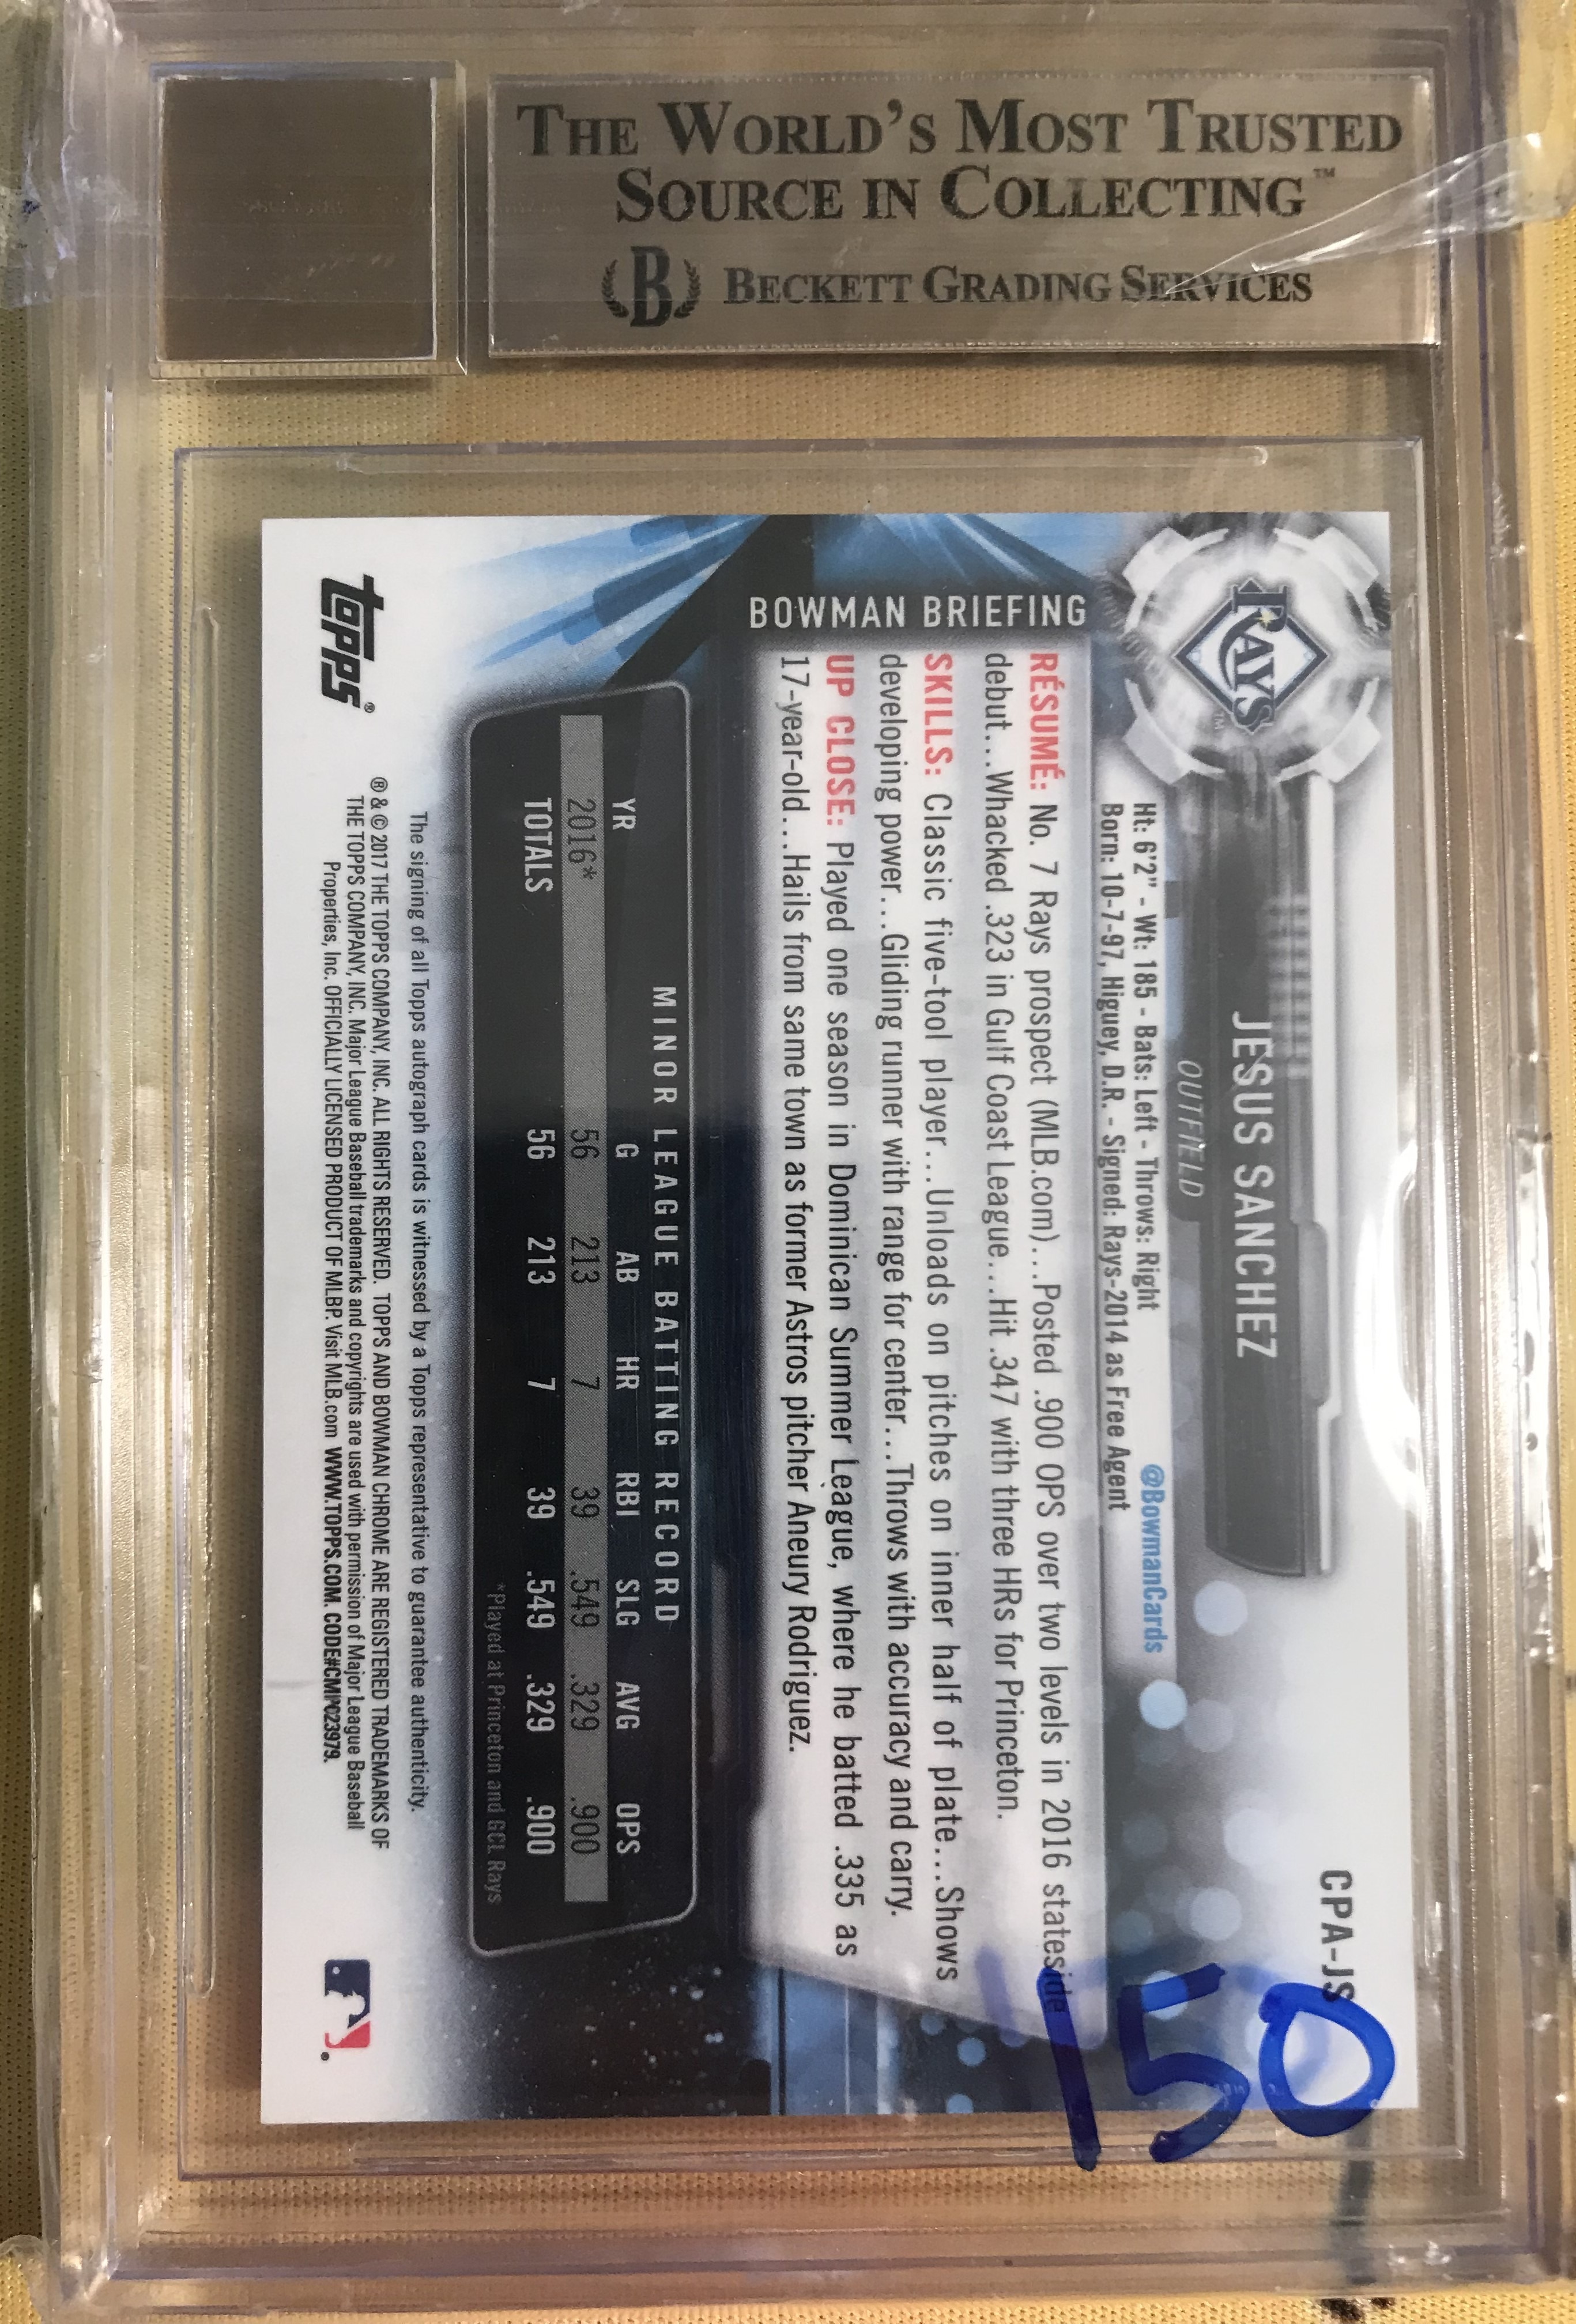 THE WORLD'S MOST TRUSTED
SOURCE IN COLLECTING™
B BECKETT GRADING SERVICES
CPA-JS
150
RAYS™
JESUS SANCHEZ
OUTFIELD
Ht: 6'2" - Wt: 185 - Bats: Left - Throws: Right
@BowmanCards
Born: 10-7-97, Higuey, D.R. - Signed: Rays-2014 as Free Agent
BOWMAN BRIEFING
RÉSUMÉ: No. 7 Rays prospect (MLB.com)...Posted .900 OPS over two levels in 2016 stateside
debut...Whacked .323 in Gulf Coast League...Hit .347 with three HRs for Princeton.
SKILLS: Classic five-tool player...Unloads on pitches on inner half of plate...Shows
developing power...Gliding runner with range for center...Throws with accuracy and carry.
UP CLOSE: Played one season in Dominican Summer League, where he batted .335 as
17-year-old...Hails from same town as former Astros pitcher Aneury Rodriguez.
MINOR LEAGUE BATTING RECORD
YR G AB HR RBI SLG AVG OPS
2016* 56 213 7 39 .549 .329 .900
TOTALS 56 213 7 39 .549 .329 .900
*Played at Princeton and GCL Rays
The signing of all Topps autograph cards is witnessed by a Topps representative to guarantee authenticity.
® & © 2017 THE TOPPS COMPANY, INC. ALL RIGHTS RESERVED. TOPPS AND BOWMAN CHROME ARE REGISTERED TRADEMARKS OF
THE TOPPS COMPANY, INC. Major League Baseball trademarks and copyrights are used with permission of Major League Baseball
Properties, Inc. OFFICIALLY LICENSED PRODUCT OF MLBP. Visit MLB.com WWW.TOPPS.COM. CODE#CMPC23979.
topps®